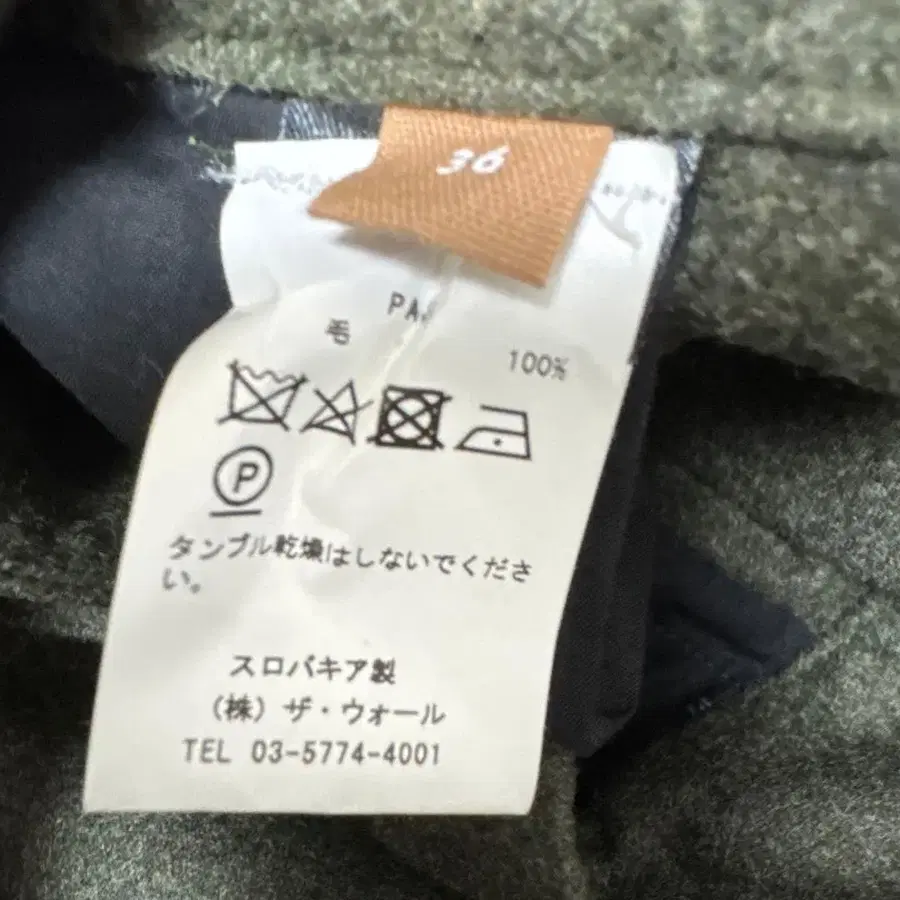 36
毛 100%
P
タンブル乾燥はしないでくださ
い。
スロバキア製
（株）ザ・ウォール
TEL 03-5774-4001